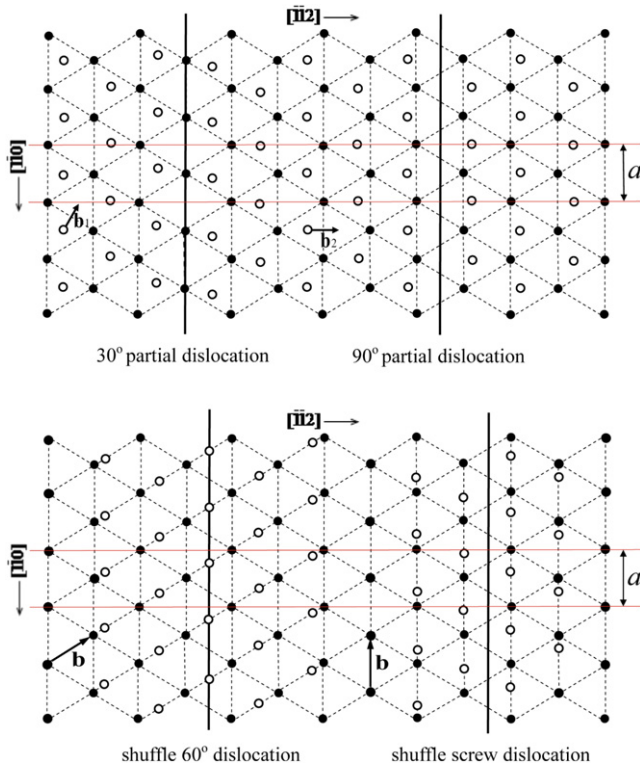 [1̄1̄2]
[1̄10]
a
b₁
b₂
30° partial dislocation 90° partial dislocation
[1̄1̄2]
[1̄10]
a
b b
shuffle 60° dislocation shuffle screw dislocation